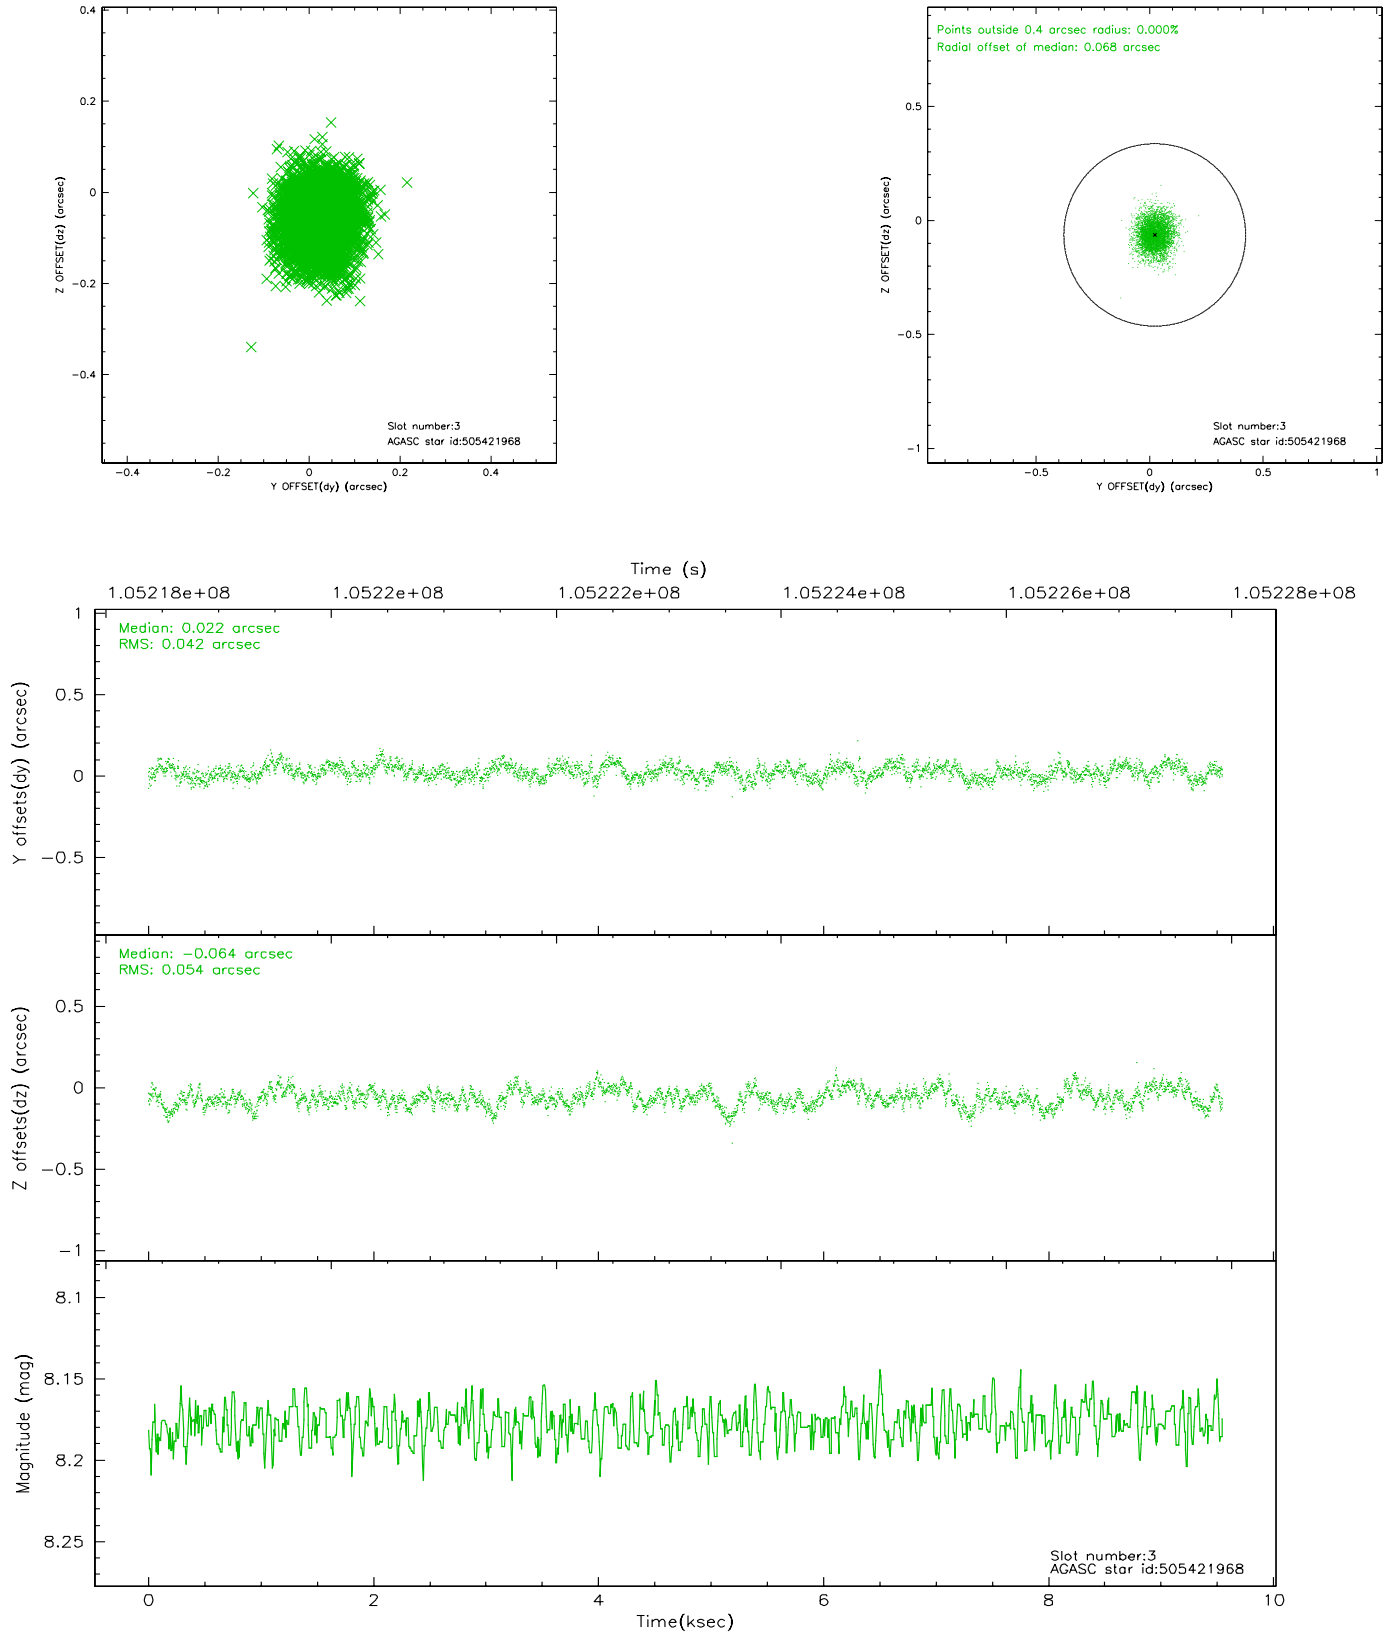 0.4
0.2
0
−0.2
−0.4
Z OFFSET(dz) (arcsec)
Slot number:3
AGASC star id:505421968
−0.4 −0.2 0 0.2 0.4
Y OFFSET(dy) (arcsec)
Points outside 0.4 arcsec radius: 0.000%
Radial offset of median: 0.068 arcsec
0.5
0
−0.5
−1
Z OFFSET(dz) (arcsec)
Slot number:3
AGASC star id:505421968
−0.5 0 0.5 1
Y OFFSET(dy) (arcsec)
Time (s)
1.05218e+08 1.0522e+08 1.05222e+08 1.05224e+08 1.05226e+08 1.05228e+08
Median: 0.022 arcsec
RMS: 0.042 arcsec
1
0.5
0
−0.5
Y offsets(dy) (arcsec)
Median: −0.064 arcsec
RMS: 0.054 arcsec
0.5
0
−0.5
−1
Z offsets(dz) (arcsec)
8.1
8.15
8.2
8.25
Magnitude (mag)
Slot number:3
AGASC star id:505421968
0 2 4 6 8 10
Time(ksec)